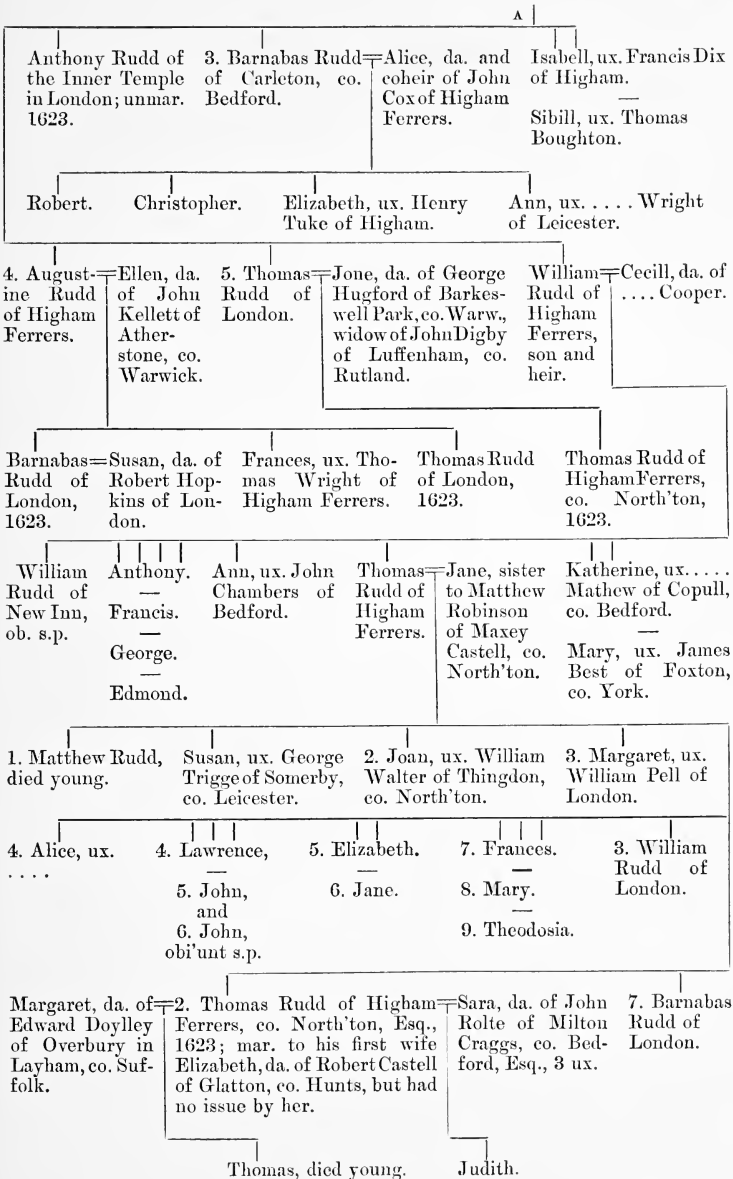 A
Anthony Rudd of
the Inner Temple
in London; unmar.
1623.
3. Barnabas Rudd
of Carleton, co.
Bedford.
Alice, da. and
coheir of John
Cox of Higham
Ferrers.
Isabell, ux. Francis Dix
of Higham.
—
Sibill, ux. Thomas
Boughton.
Robert.
Christopher.
Elizabeth, ux. Henry
Tuke of Higham.
Ann, ux. . . . . . Wright
of Leicester.
4. August-
ine Rudd
of Higham
Ferrers.
Ellen, da.
of John
Kellett of
Ather-
stone, co.
Warwick.
5. Thomas
Rudd of
London.
Jone, da. of George
Hugford of Barkes-
well Park, co. Warw.,
widow of John Digby
of Luffenham, co.
Rutland.
William
Rudd of
Higham
Ferrers,
son and
heir.
Cecill, da. of
. . . . Cooper.
Barnabas=
Rudd of
London,
1623.
Susan, da. of
Robert Hop-
kins of Lon-
don.
Frances, ux. Tho-
mas Wright of
Higham Ferrers.
Thomas Rudd
of London,
1623.
Thomas Rudd of
Higham Ferrers,
co. North'ton,
1623.
William
Rudd of
New Inn,
ob. s.p.
Anthony.
—
Francis.
—
George.
—
Edmond.
Ann, ux. John
Chambers of
Bedford.
Thomas
Rudd of
Higham
Ferrers.
Jane, sister
to Matthew
Robinson
of Maxey
Castell, co.
North'ton.
Katherine, ux. . . . . .
Mathew of Copull,
co. Bedford.
—
Mary, ux. James
Best of Foxton,
co. York.
1. Matthew Rudd,
died young.
Susan, ux. George
Trigge of Somerby,
co. Leicester.
2. Joan, ux. William
Walter of Thingdon,
co. North'ton.
3. Margaret, ux.
William Pell of
London.
4. Alice, ux.
. . . .
4. Lawrence,
—
5. John,
and
6. John,
obi'unt s.p.
5. Elizabeth.
—
6. Jane.
7. Frances.
—
8. Mary.
—
9. Theodosia.
3. William
Rudd of
London.
Margaret, da. of
Edward Doylley
of Overbury in
Layham, co. Suf-
folk.
2. Thomas Rudd of Higham
Ferrers, co. North'ton, Esq.,
1623; mar. to his first wife
Elizabeth, da. of Robert Castell
of Glatton, co. Hunts, but had
no issue by her.
Sara, da. of John
Rolte of Milton
Craggs, co. Bed-
ford, Esq., 3 ux.
7. Barnabas
Rudd of
London.
Thomas, died young.
Judith.